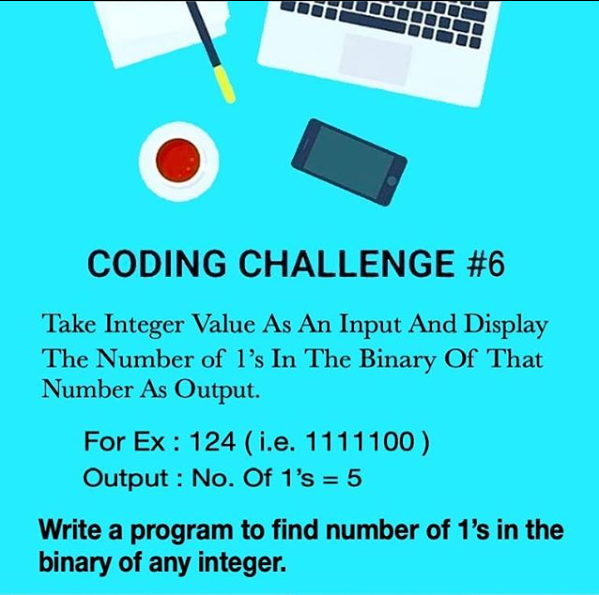 CODING CHALLENGE #6
Take Integer Value As An Input And Display
The Number of 1's In The Binary Of That
Number As Output.
For Ex : 124 ( i.e. 1111100 )
Output : No. Of 1's = 5
Write a program to find number of 1's in the
binary of any integer.